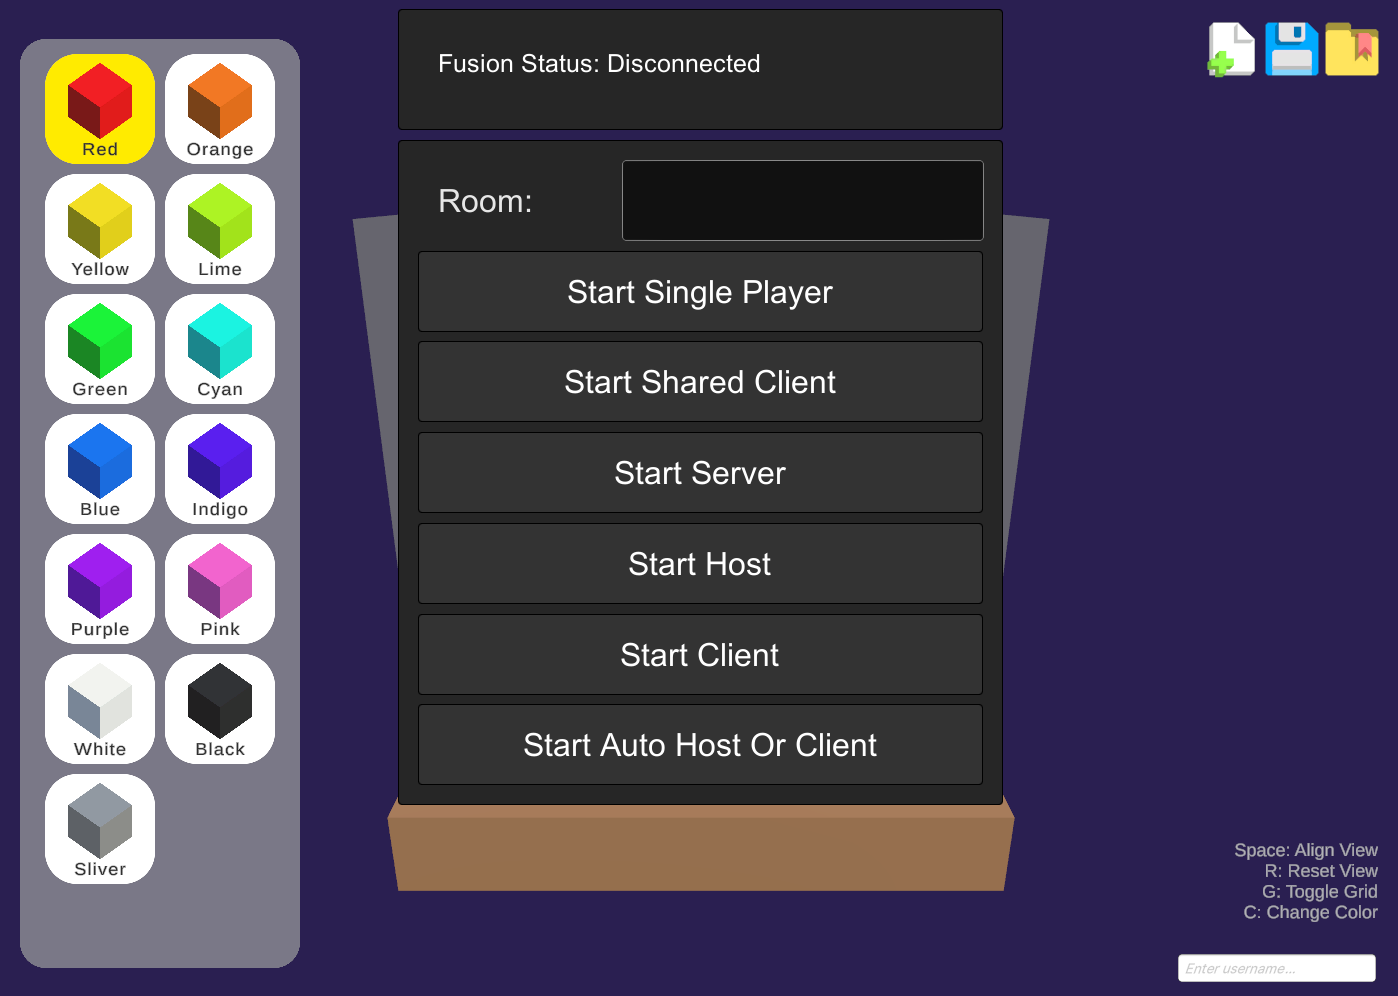 Red
Orange
Yellow
Lime
Green
Cyan
Blue
Indigo
Purple
Pink
White
Black
Sliver
Fusion Status: Disconnected
Room:
Start Single Player
Start Shared Client
Start Server
Start Host
Start Client
Start Auto Host Or Client
Space: Align View
R: Reset View
G: Toggle Grid
C: Change Color
Enter username...